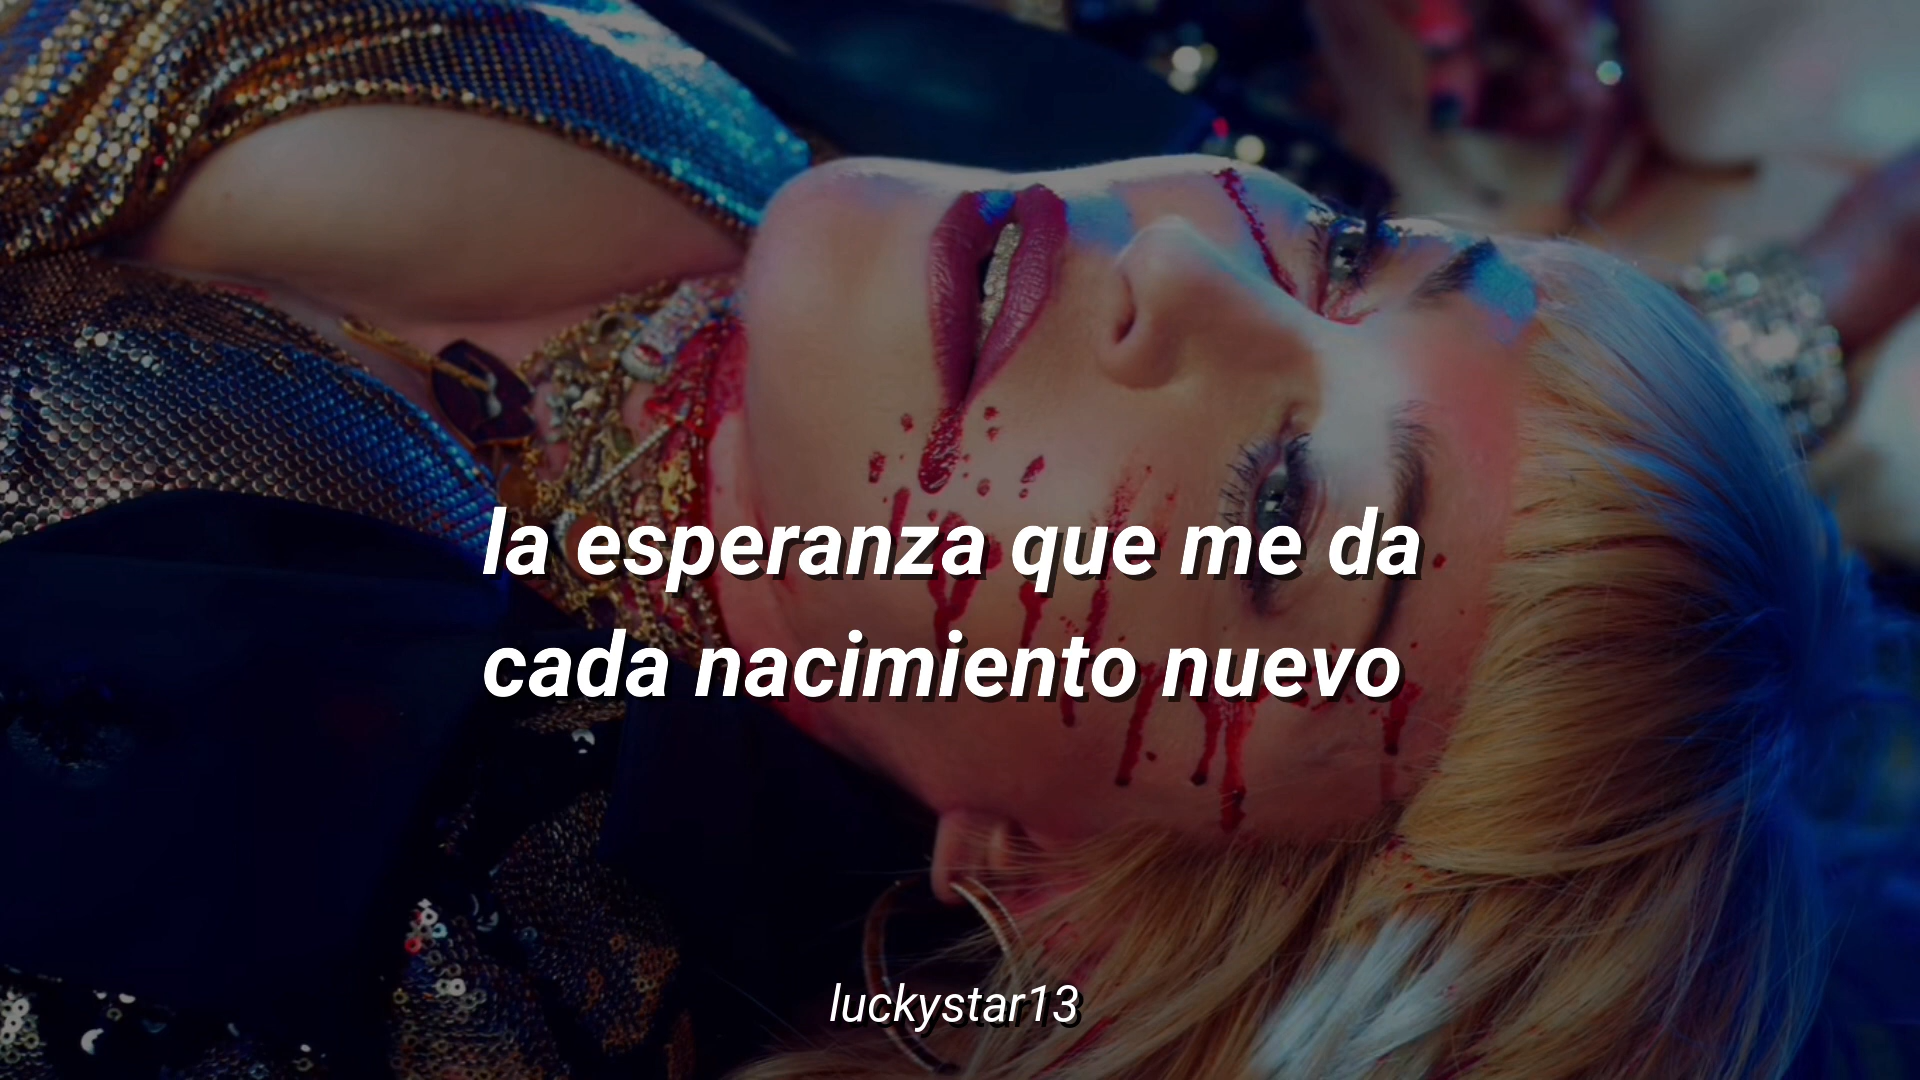 la esperanza que me da
cada nacimiento nuevo
luckystar13